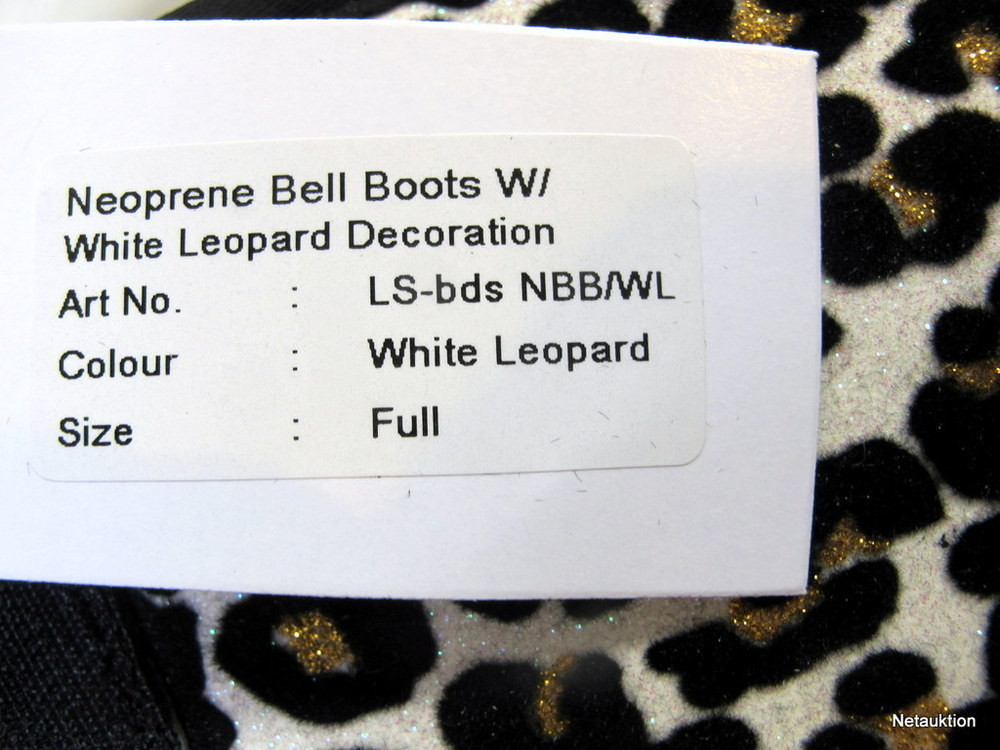 Neoprene Bell Boots W/
White Leopard Decoration
Art No. : LS-bds NBB/WL
Colour : White Leopard
Size : Full
Netauktion